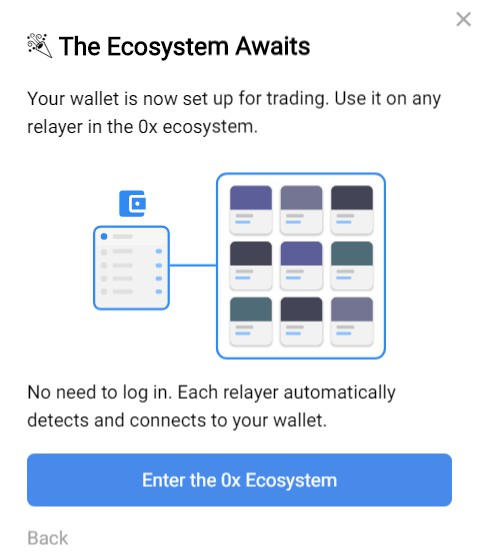 The Ecosystem Awaits
Your wallet is now set up for trading. Use it on any
relayer in the 0x ecosystem.
No need to log in. Each relayer automatically
detects and connects to your wallet.
Enter the 0x Ecosystem
Back